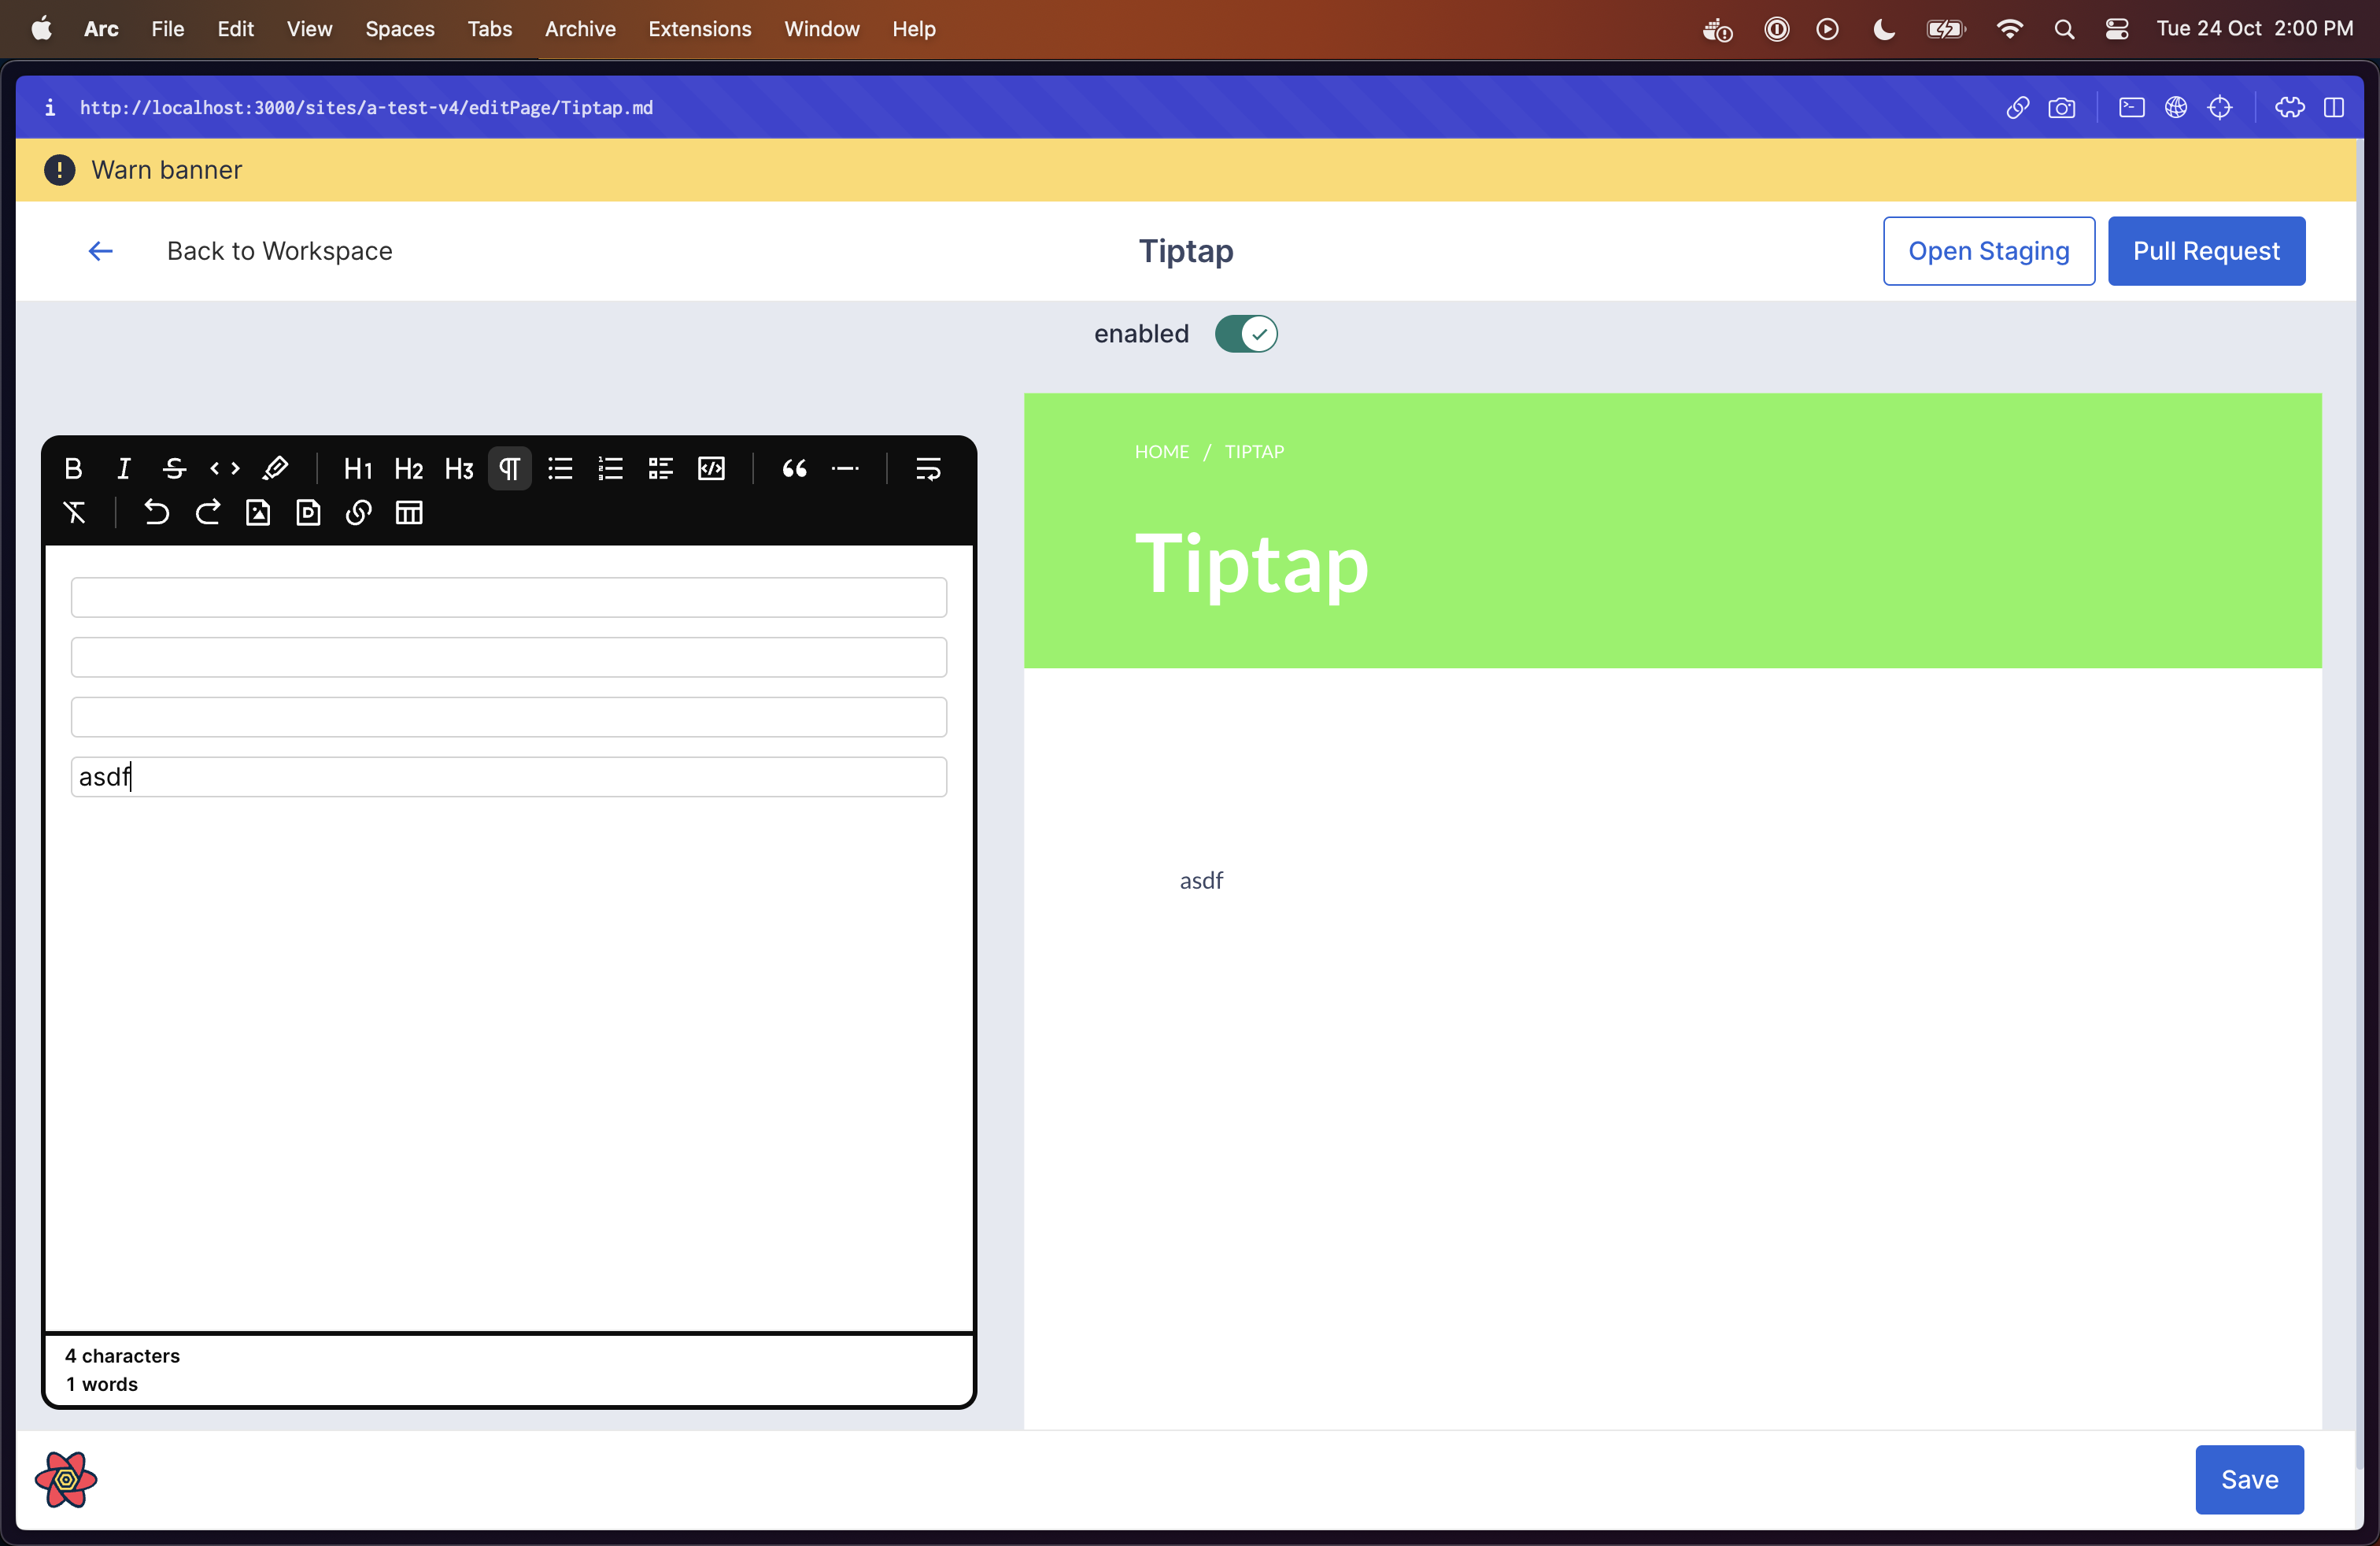 Arc File Edit View Spaces Tabs Archive Extensions Window Help Tue 24 Oct 2:00 PM
http://localhost:3000/sites/a-test-v4/editPage/Tiptap.md
Warn banner
Back to Workspace Tiptap Open Staging Pull Request
enabled
H1 H2 H3
HOME / TIPTAP
Tiptap
asdf
asdf
4 characters
1 words
Save